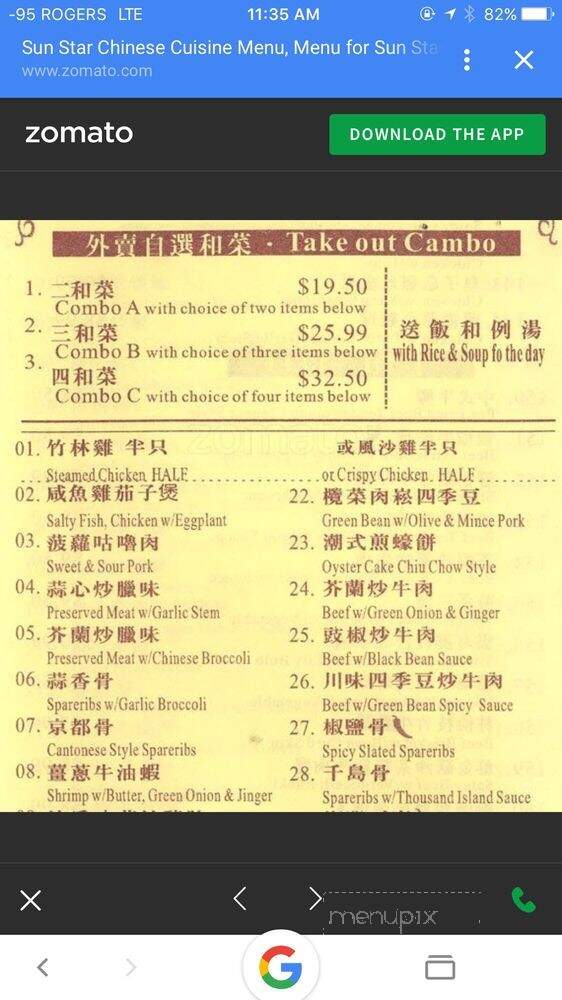 -95 ROGERS LTE 11:35 AM 82%
Sun Star Chinese Cuisine Menu, Menu for Sun Sta
www.zomato.com
zomato
DOWNLOAD THE APP
外賣自選和菜 · Take out Cambo
1. 二和菜 $19.50
Combo A with choice of two items below
2. 三和菜 $25.99
Combo B with choice of three items below
3. 四和菜 $32.50
Combo C with choice of four items below
送飯和例湯
with Rice & Soup fo the day
01. 竹林雞 半只 或風沙雞半只
Steamed Chicken HALF or Crispy Chicken HALF
02. 咸魚雞茄子煲
Salty Fish, Chicken w/Eggplant
03. 菠蘿咕嚕肉
Sweet & Sour Pork
04. 蒜心炒臘味
Preserved Meat w/Garlic Stem
05. 芥蘭炒臘味
Preserved Meat w/Chinese Broccoli
06. 蒜香骨
Spareribs w/Garlic Broccoli
07. 京都骨
Cantonese Style Spareribs
08. 薑蔥牛油蝦
Shrimp w/Butter, Green Onion & Jinger
22. 欖菜肉崧四季豆
Green Bean w/Olive & Mince Pork
23. 潮式煎蠔餅
Oyster Cake Chiu Chow Style
24. 芥蘭炒牛肉
Beef w/Green Onion & Ginger
25. 豉椒炒牛肉
Beef w/Black Bean Sauce
26. 川味四季豆炒牛肉
Beef w/Green Bean Spicy Sauce
27. 椒鹽骨
Spicy Slated Spareribs
28. 千島骨
Spareribs w/Thousand Island Sauce
menupix